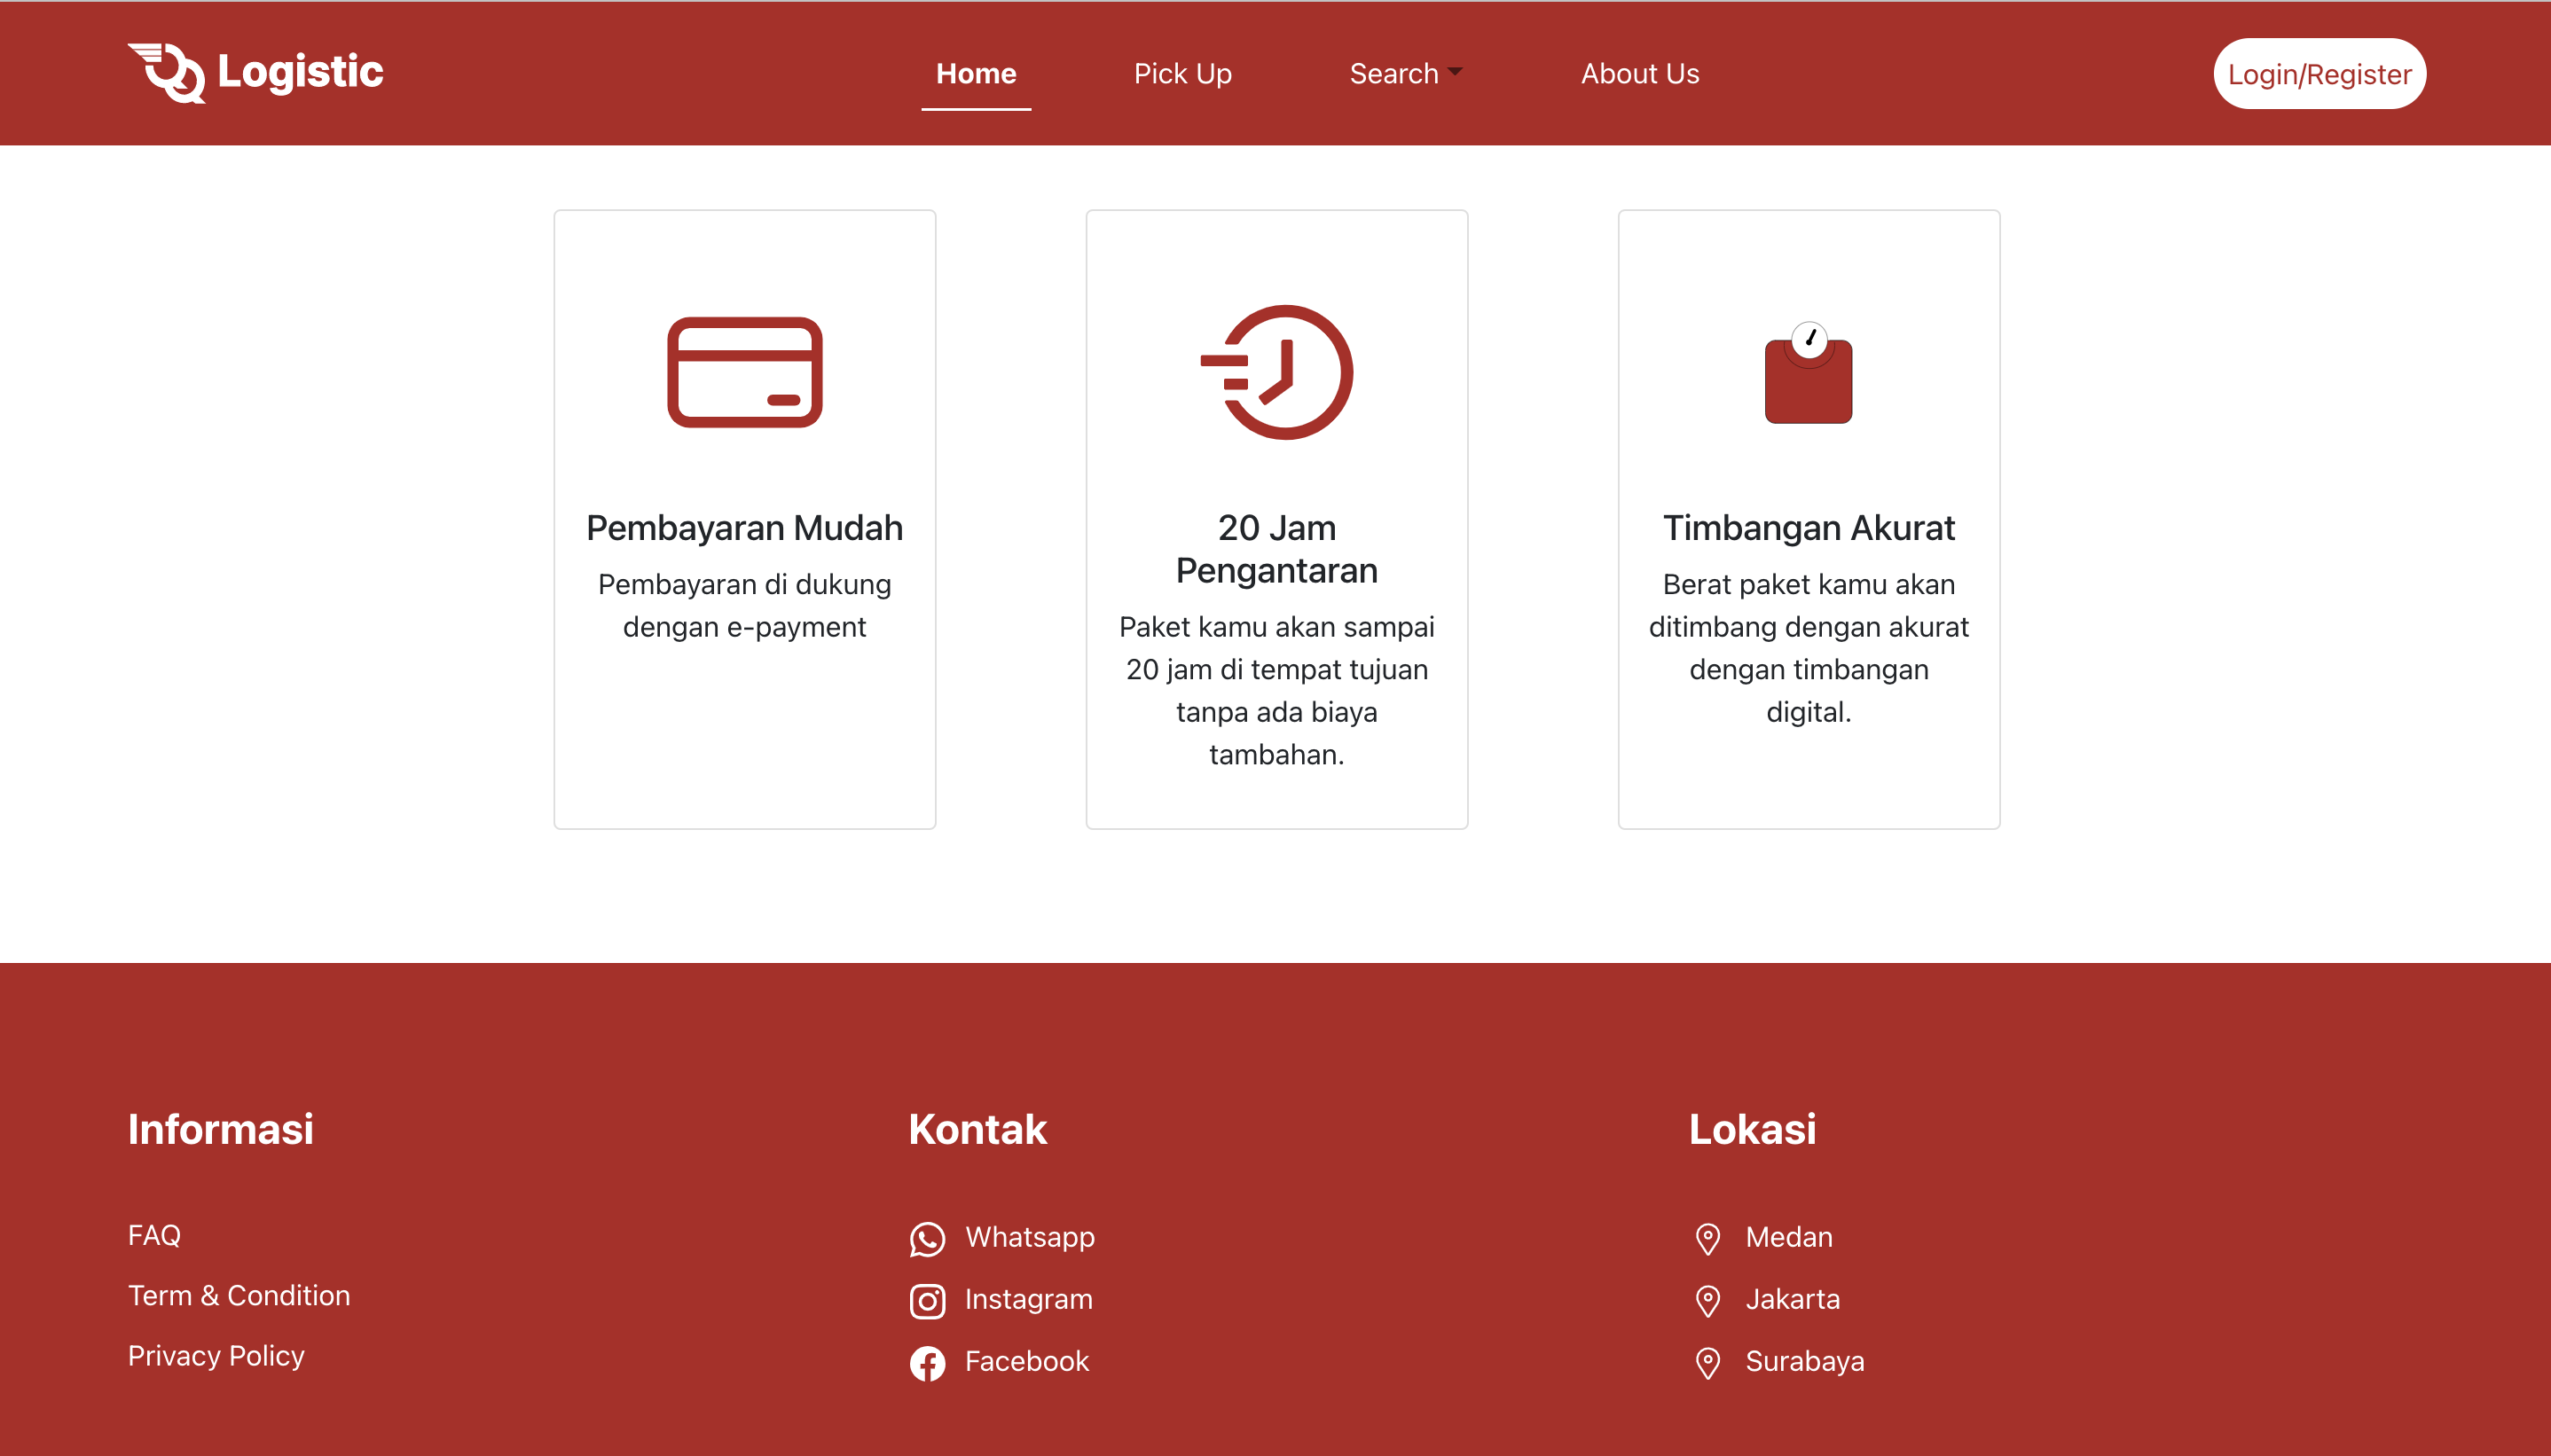 Logistic
Home
Pick Up
Search
About Us
Login/Register
Pembayaran Mudah
Pembayaran di dukung
dengan e-payment
20 Jam
Pengantaran
Paket kamu akan sampai
20 jam di tempat tujuan
tanpa ada biaya
tambahan.
Timbangan Akurat
Berat paket kamu akan
ditimbang dengan akurat
dengan timbangan
digital.
Informasi
FAQ
Term & Condition
Privacy Policy
Kontak
Whatsapp
Instagram
Facebook
Lokasi
Medan
Jakarta
Surabaya